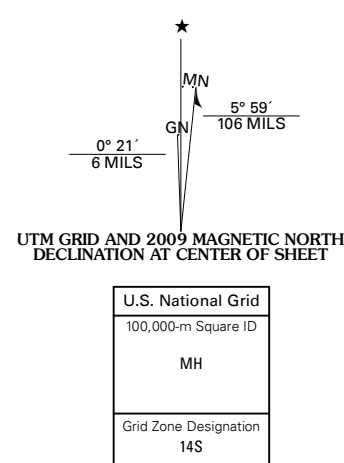 ★
MN
5° 59´
106 MILS
GN
0° 21´
6 MILS
UTM GRID AND 2009 MAGNETIC NORTH
DECLINATION AT CENTER OF SHEET
U.S. National Grid
100,000-m Square ID
MH
Grid Zone Designation
14S